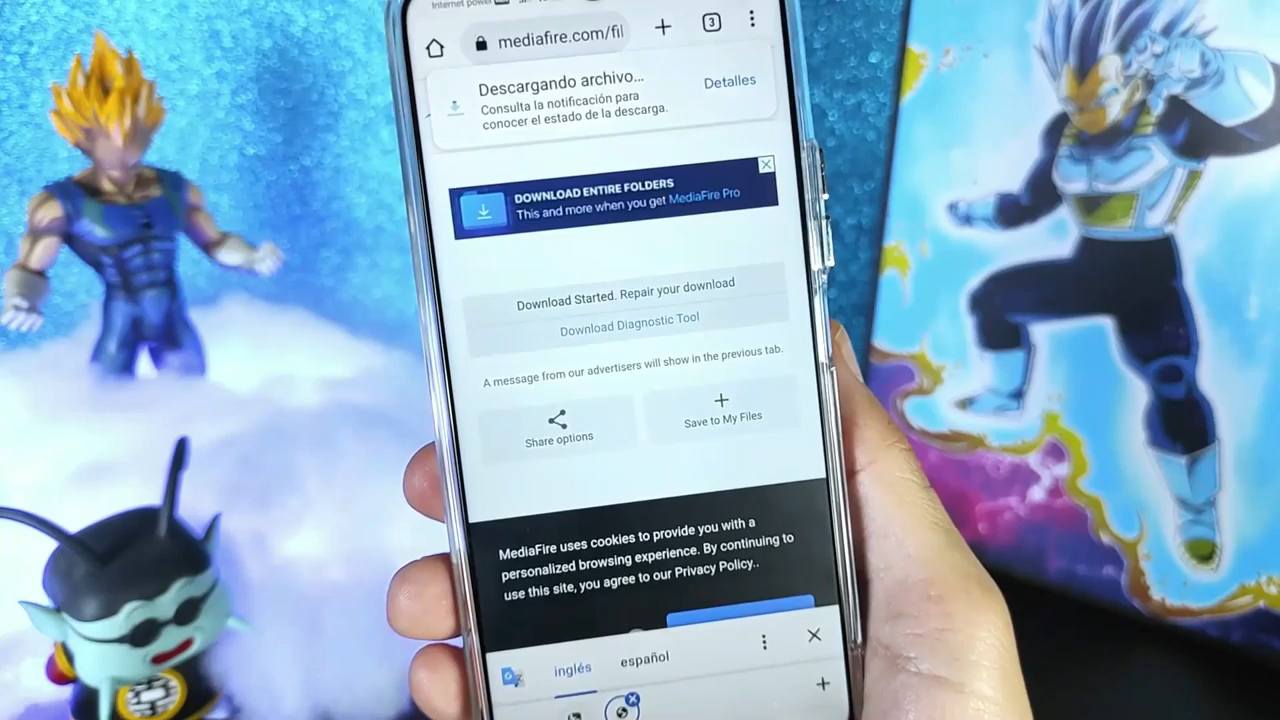 Internet power
mediafire.com/fil
3
Descargando archivo...
Detalles
Consulta la notificación para
conocer el estado de la descarga.
DOWNLOAD ENTIRE FOLDERS
This and more when you get MediaFire Pro
Download Started. Repair your download
Download Diagnostic Tool
A message from our advertisers will show in the previous tab.
Share options
Save to My Files
MediaFire uses cookies to provide you with a
personalized browsing experience. By continuing to
use this site, you agree to our Privacy Policy..
inglés español